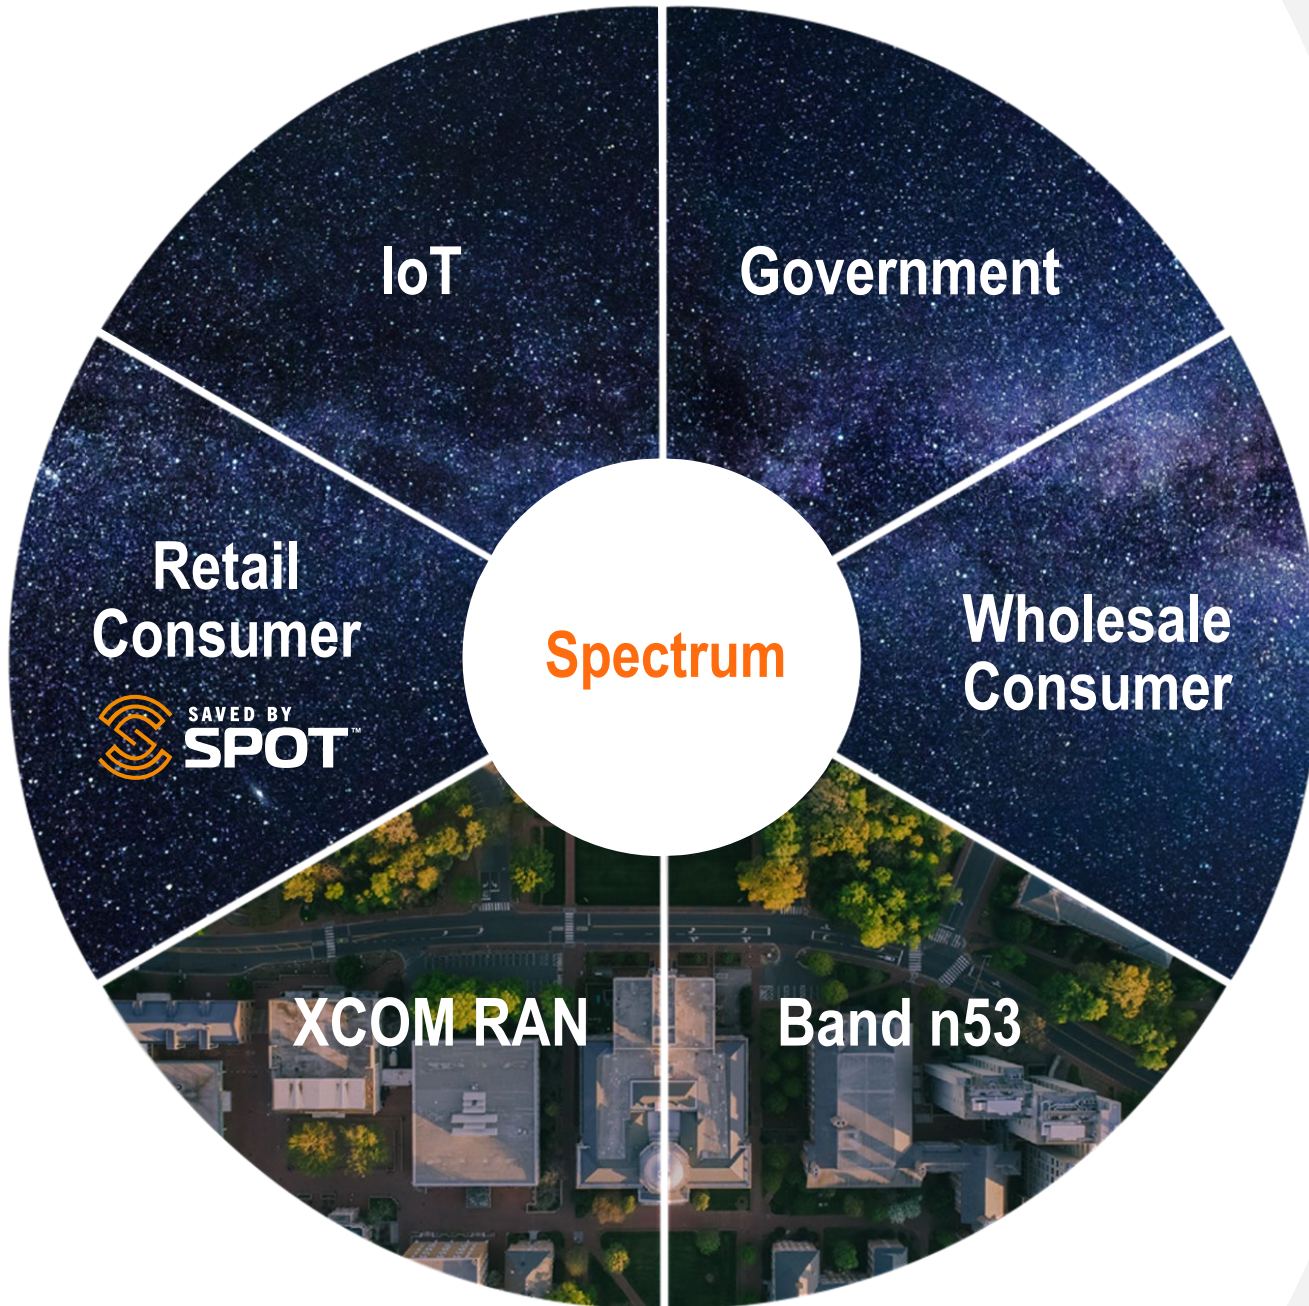 IoT
Government
Retail
Consumer
SAVED BY
SPOT™
Spectrum
Wholesale
Consumer
XCOM RAN
Band n53